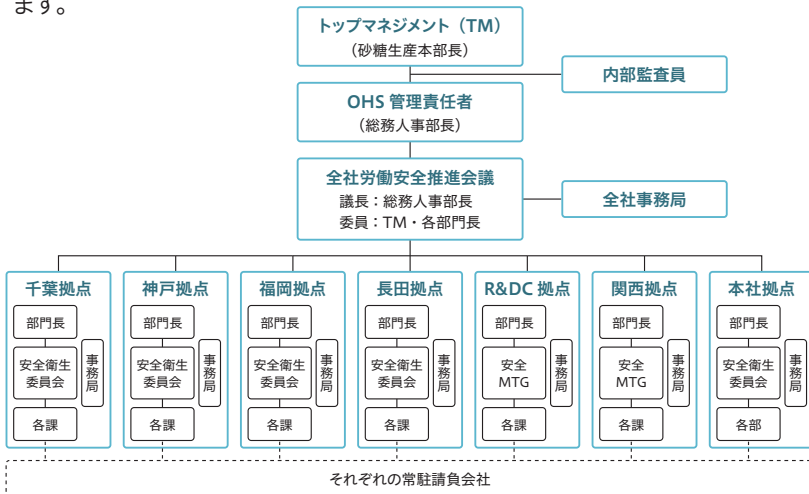 ます。
トップマネジメント（TM）
（砂糖生産本部長）
内部監査員
OHS 管理責任者
（総務人事部長）
全社労働安全推進会議
議長：総務人事部長
委員：TM・各部門長
全社事務局
千葉拠点
部門長
安全衛生
委員会
事務局
各課
神戸拠点
部門長
安全衛生
委員会
事務局
各課
福岡拠点
部門長
安全衛生
委員会
事務局
各課
長田拠点
部門長
安全衛生
委員会
事務局
各課
R&DC 拠点
部門長
安全
MTG
事務局
各課
関西拠点
部門長
安全
MTG
事務局
各課
本社拠点
部門長
安全衛生
委員会
事務局
各部
それぞれの常駐請負会社